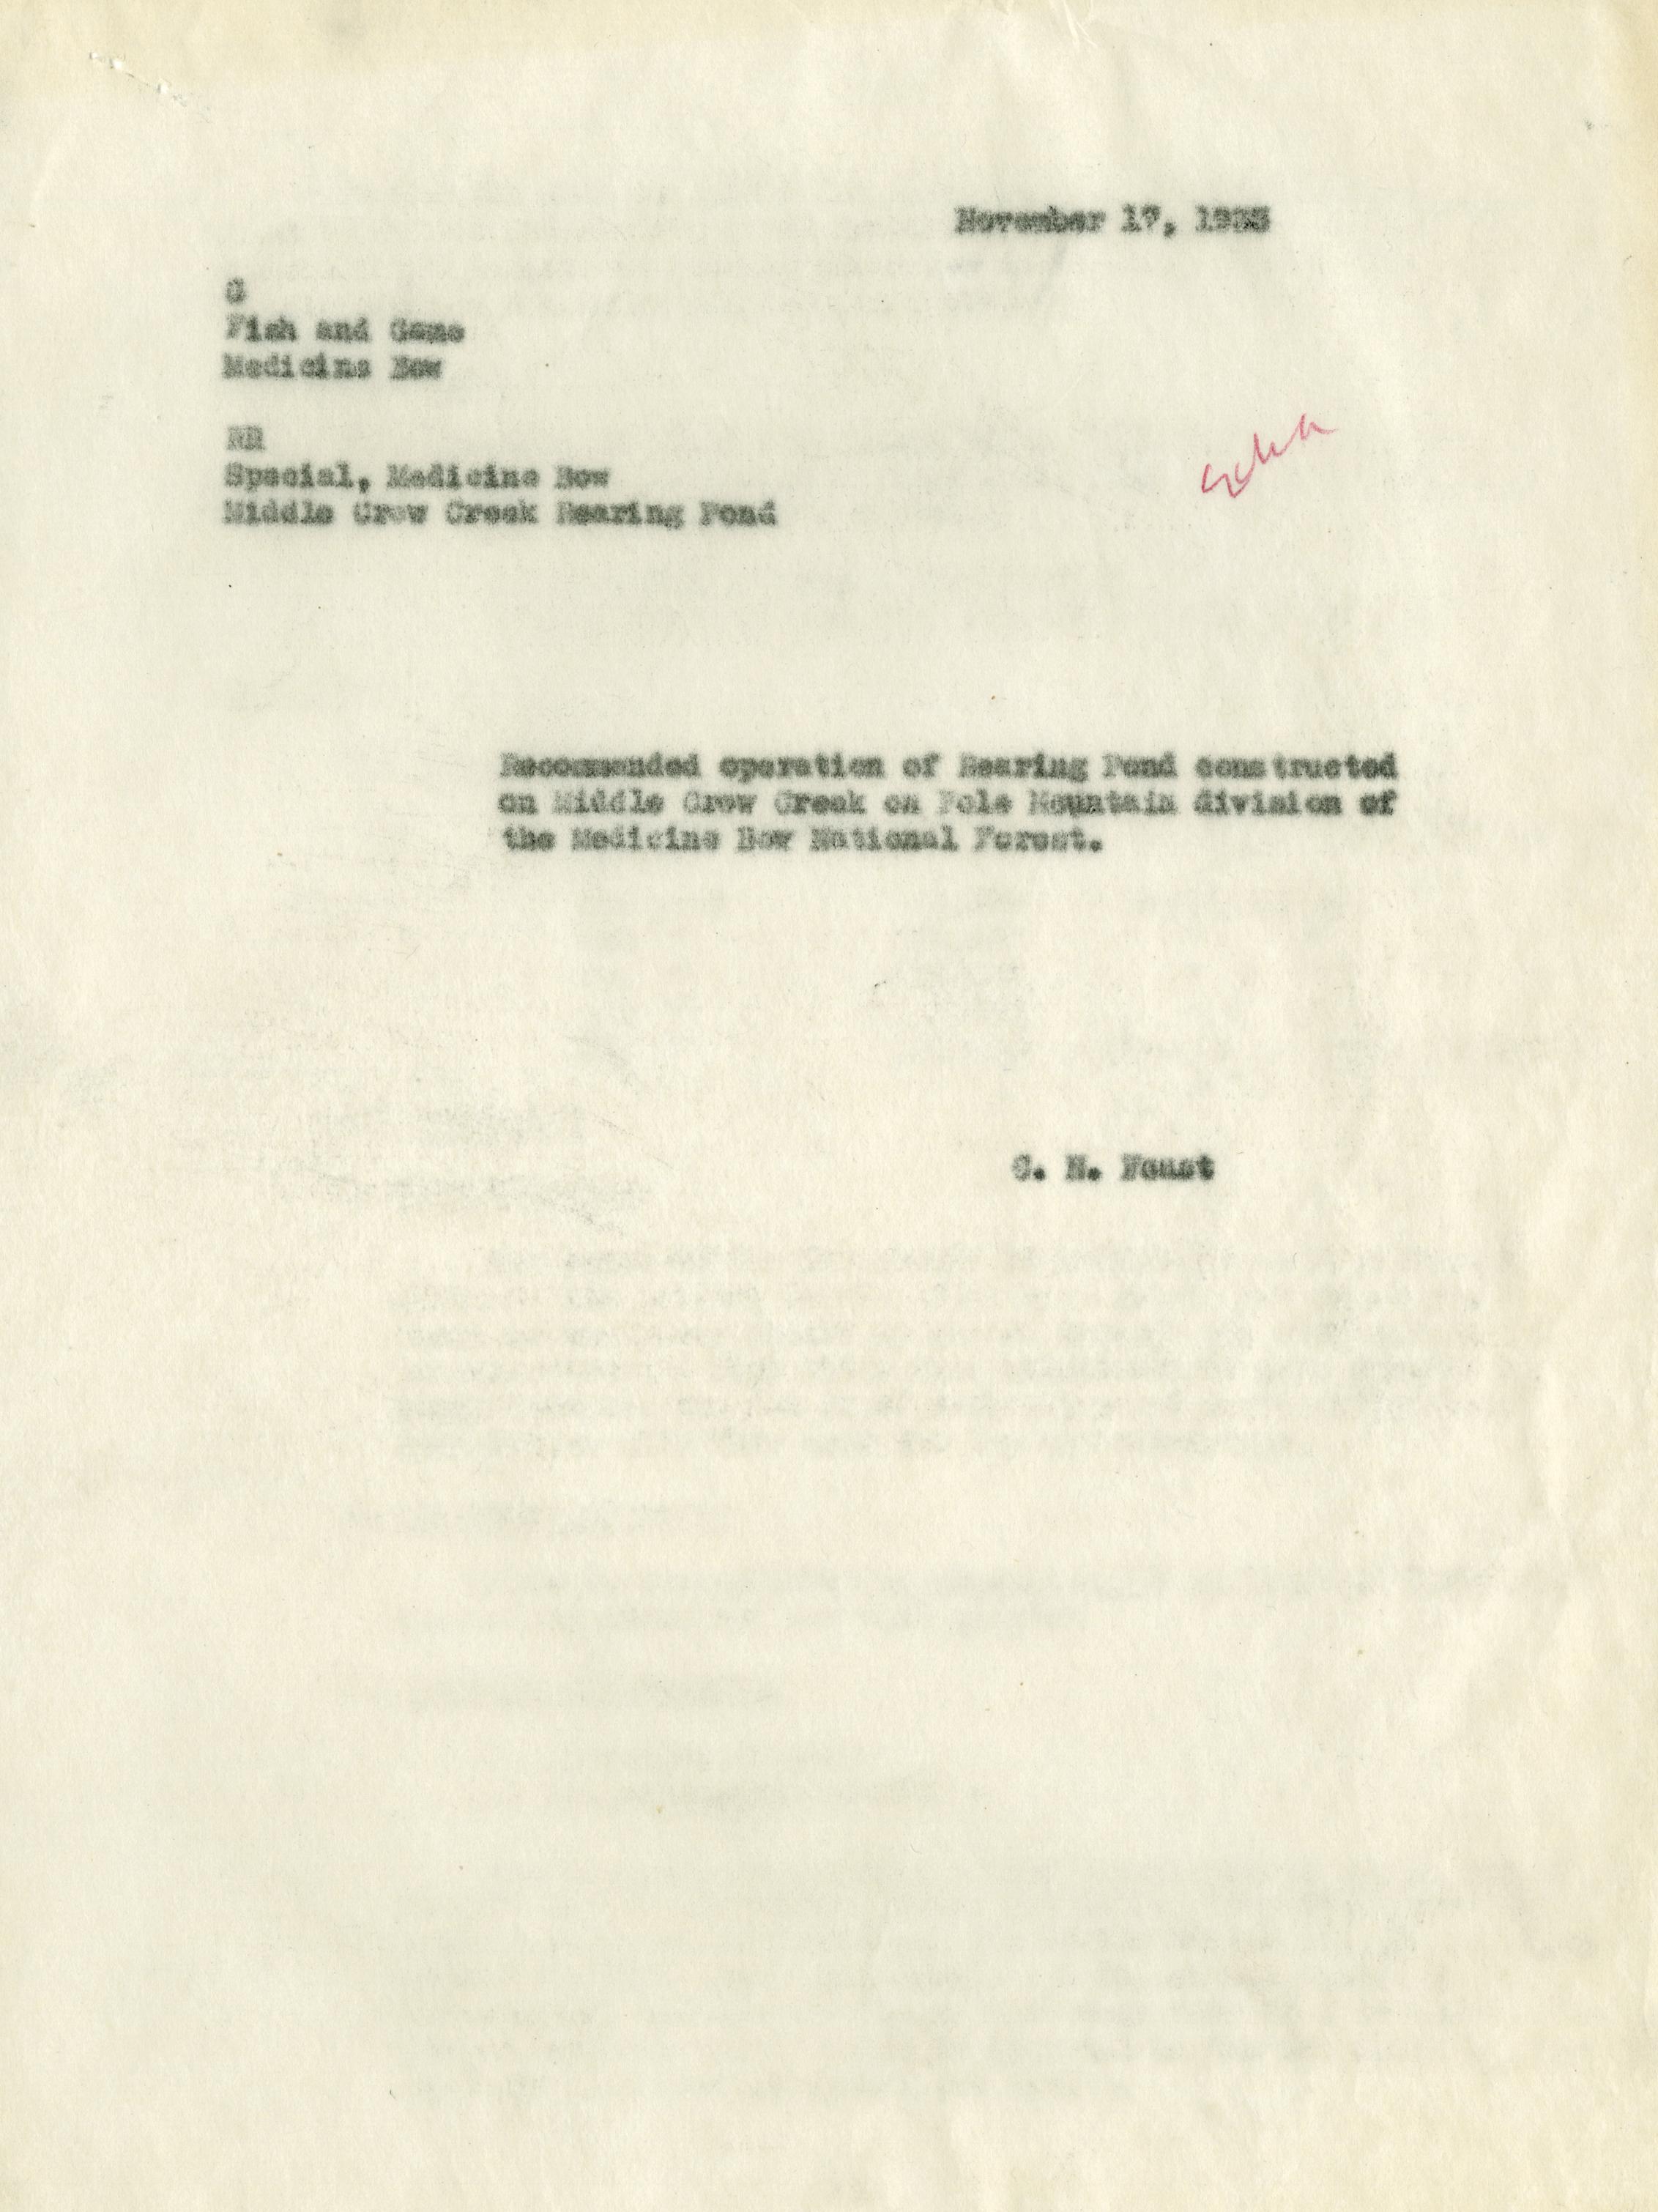 November 17, 1935
G
Fish and Game
Medicine Bow
RR
Special, Medicine Bow
Middle Crow Creek Rearing Pond
Recommended operation of Rearing Pond constructed
on Middle Crow Creek on Pole Mountain division of
the Medicine Bow National Forest.
C. N. Faust